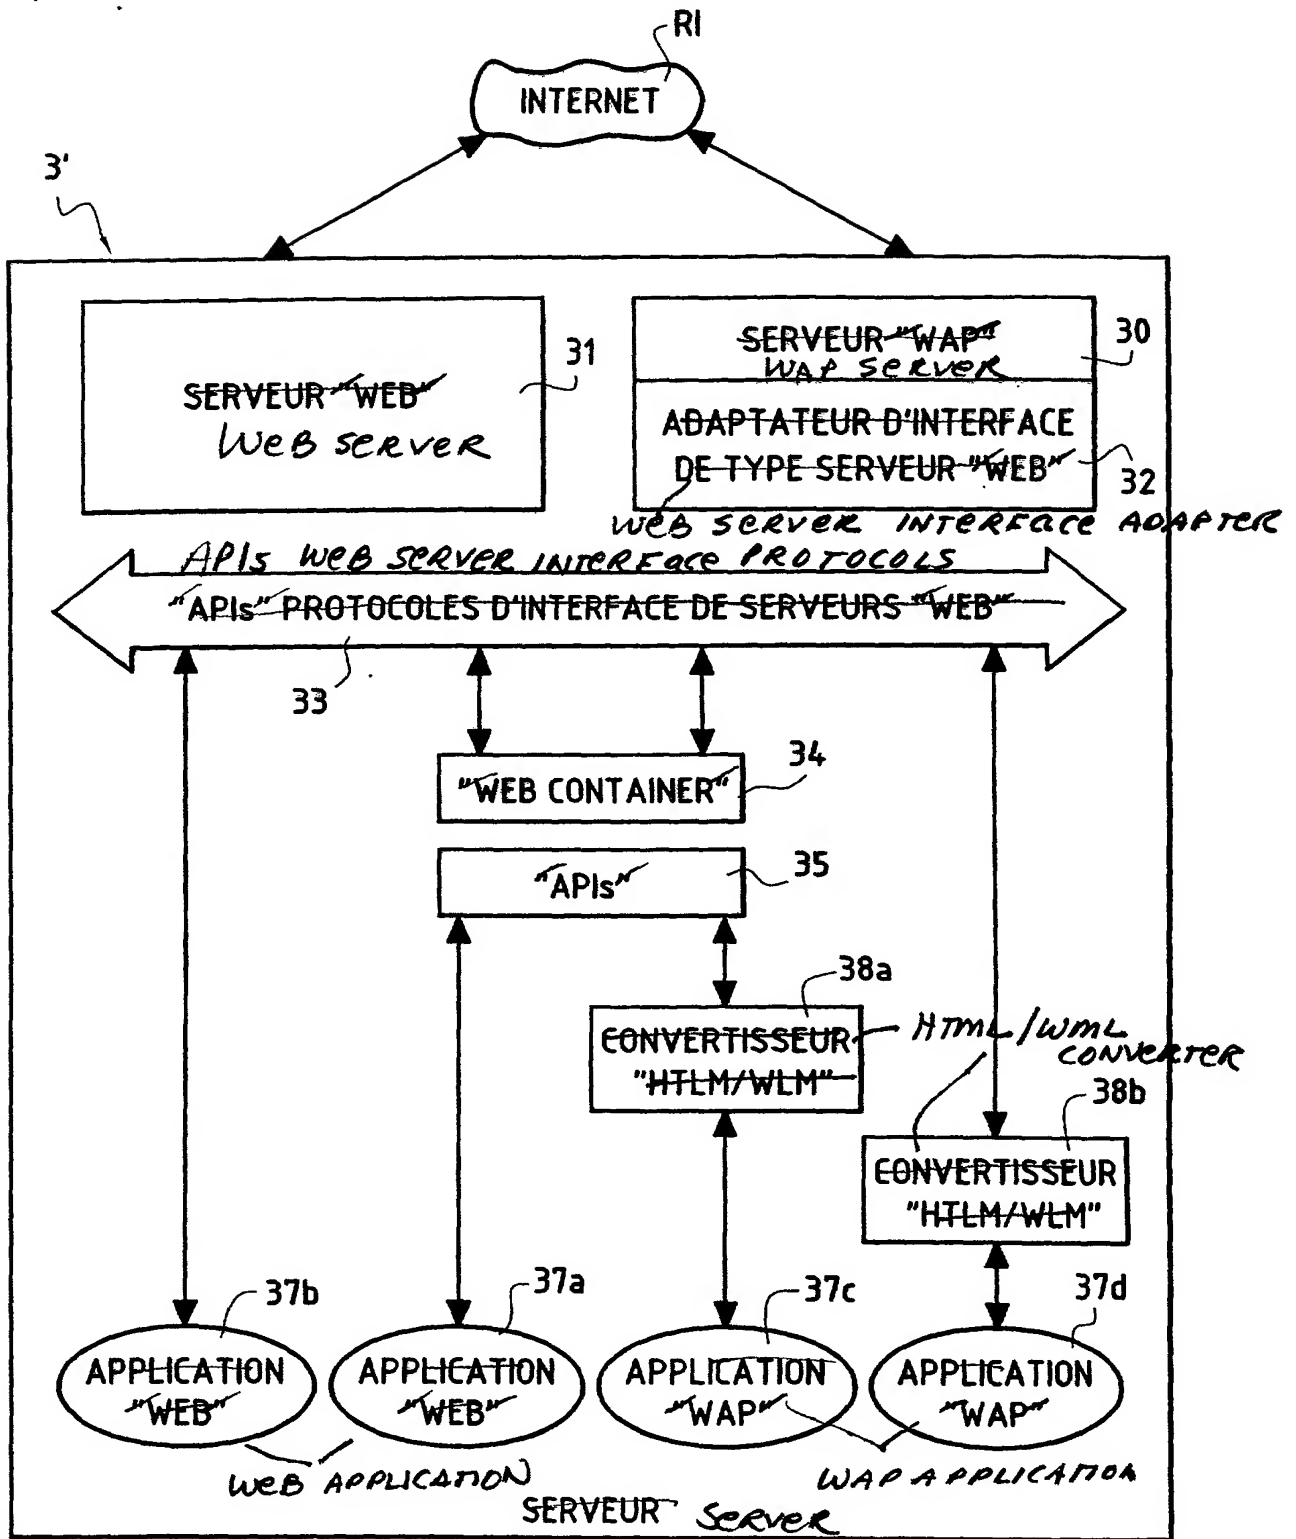 RI
INTERNET
3'
SERVEUR "WEB"
WEB SERVER
31
SERVEUR "WAP"
WAP SERVER
30
ADAPTATEUR D'INTERFACE
DE TYPE SERVEUR "WEB"
32
WEB SERVER INTERFACE ADAPTER
APIs WEB SERVER INTERFACE PROTOCOLS
"APIs" PROTOCOLES D'INTERFACE DE SERVEURS "WEB"
33
"WEB CONTAINER"
34
"APIs"
35
38a
CONVERTISSEUR
"HTLM/WLM"
HTML/WML
CONVERTER
38b
CONVERTISSEUR
"HTLM/WLM"
37b
37a
37c
37d
APPLICATION
"WEB"
APPLICATION
"WEB"
APPLICATION
"WAP"
APPLICATION
"WAP"
WEB APPLICATION
WAP APPLICATION
SERVEUR SERVER